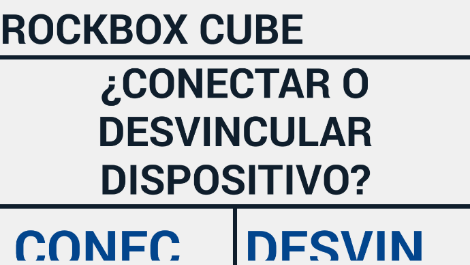 ROCKBOX CUBE
¿CONECTAR O
DESVINCULAR
DISPOSITIVO?
CONEC DESVIN